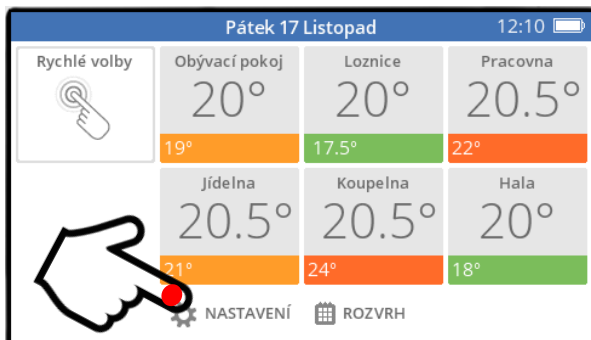 Pátek 17 Listopad 12:10
Rychlé volby
Obývací pokoj
20°
19°
Loznice
20°
17.5°
Pracovna
20.5°
22°
Jídelna
20.5°
21°
Koupelna
20.5°
24°
Hala
20°
18°
NASTAVENÍ
ROZVRH